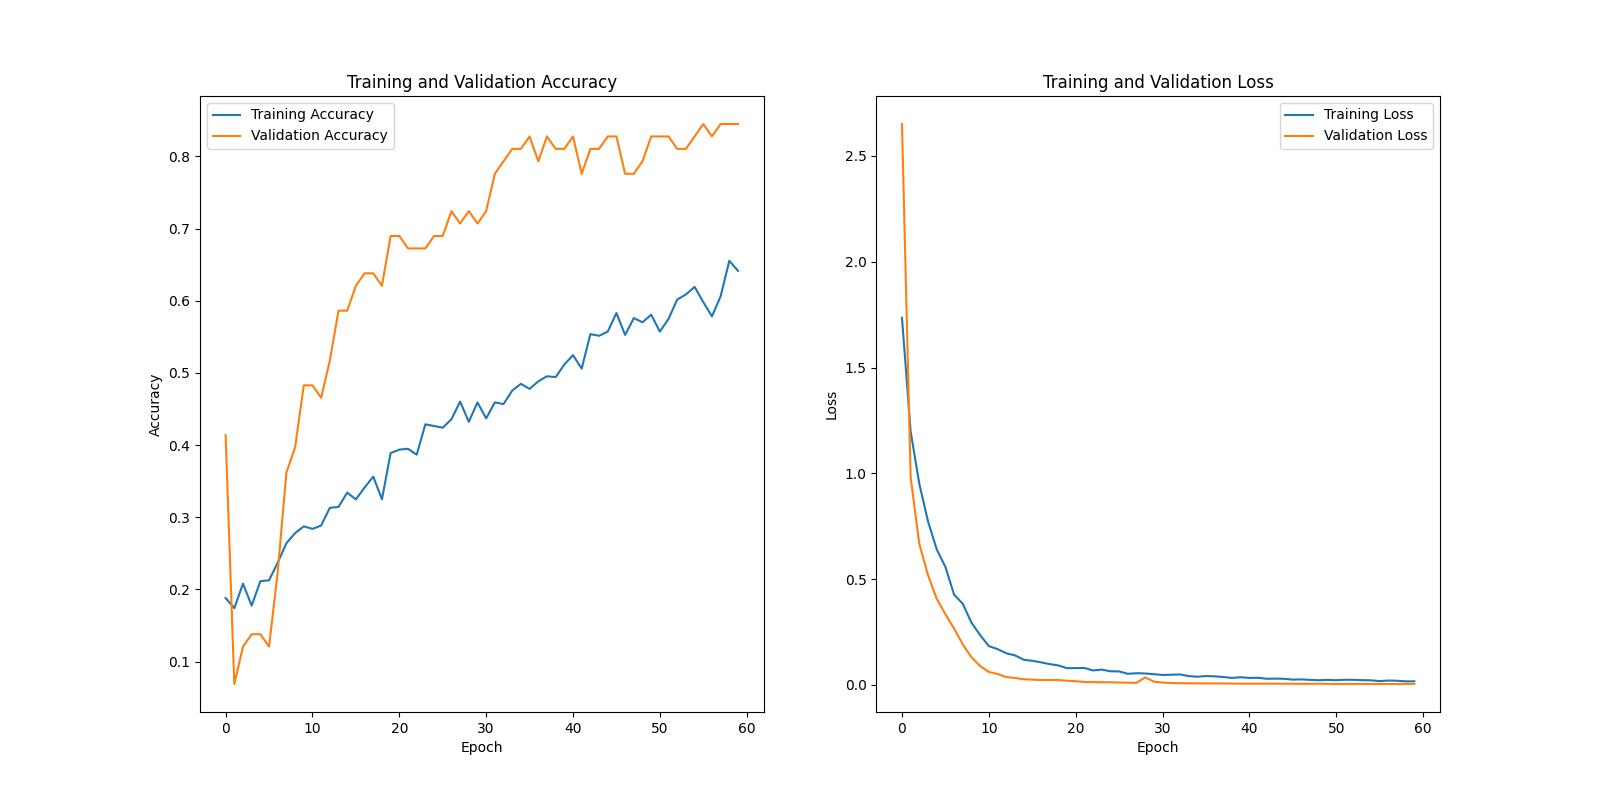 Training and Validation Accuracy
Training Accuracy
Validation Accuracy
0.8
0.7
0.6
0.5
0.4
0.3
0.2
0.1
Accuracy
0 10 20 30 40 50 60
Epoch
Training and Validation Loss
Training Loss
Validation Loss
2.5
2.0
1.5
1.0
0.5
0.0
Loss
0 10 20 30 40 50 60
Epoch